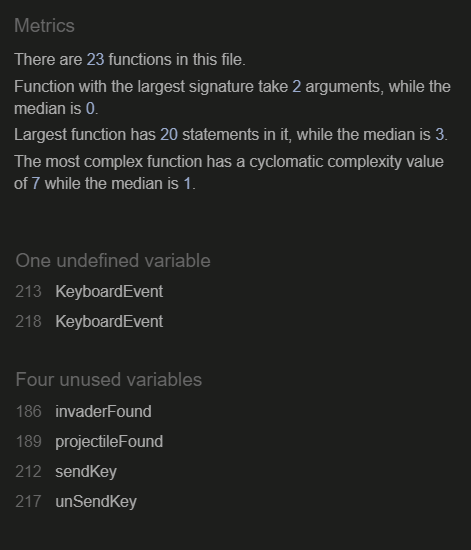 Metrics
There are 23 functions in this file.
Function with the largest signature take 2 arguments, while the
median is 0.
Largest function has 20 statements in it, while the median is 3.
The most complex function has a cyclomatic complexity value
of 7 while the median is 1.
One undefined variable
213 KeyboardEvent
218 KeyboardEvent
Four unused variables
186 invaderFound
189 projectileFound
212 sendKey
217 unSendKey